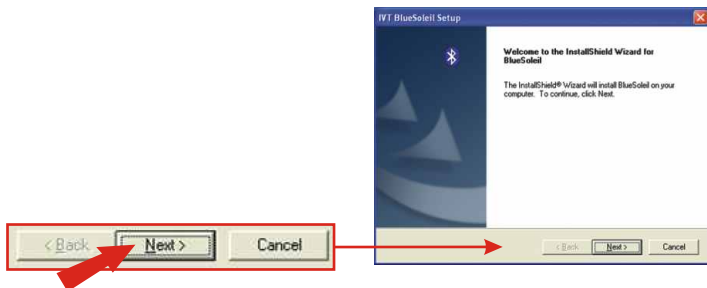 IVT BlueSoleil Setup
Welcome to the InstallShield Wizard for
BlueSoleil
The InstallShield® Wizard will install BlueSoleil on your
computer. To continue, click Next.
< Back Next > Cancel
< Back Next > Cancel